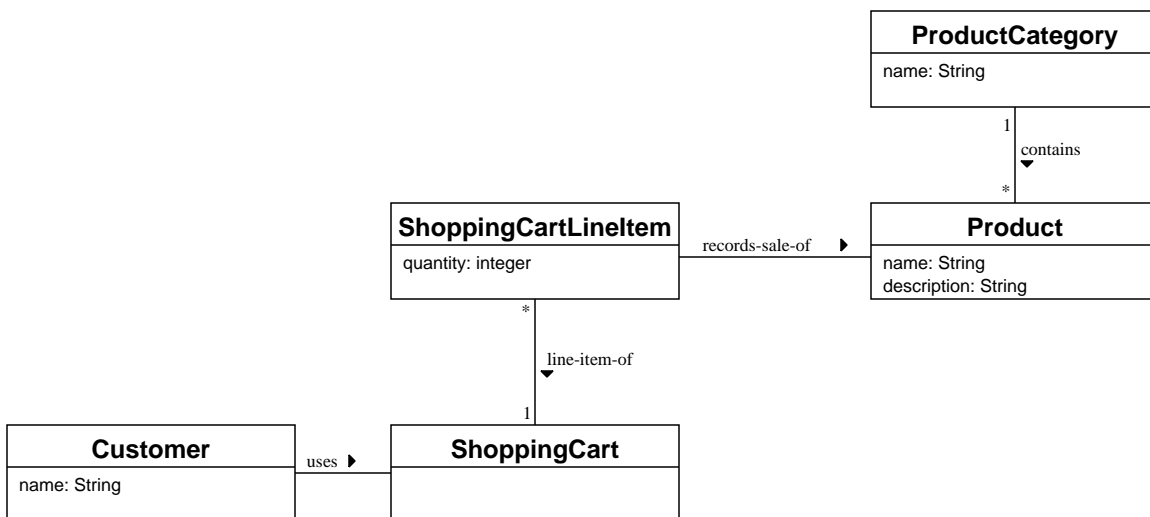 ProductCategory
name: String
1
contains
*
ShoppingCartLineItem
quantity: integer
records-sale-of
Product
name: String
description: String
*
line-item-of
1
Customer
name: String
uses
ShoppingCart